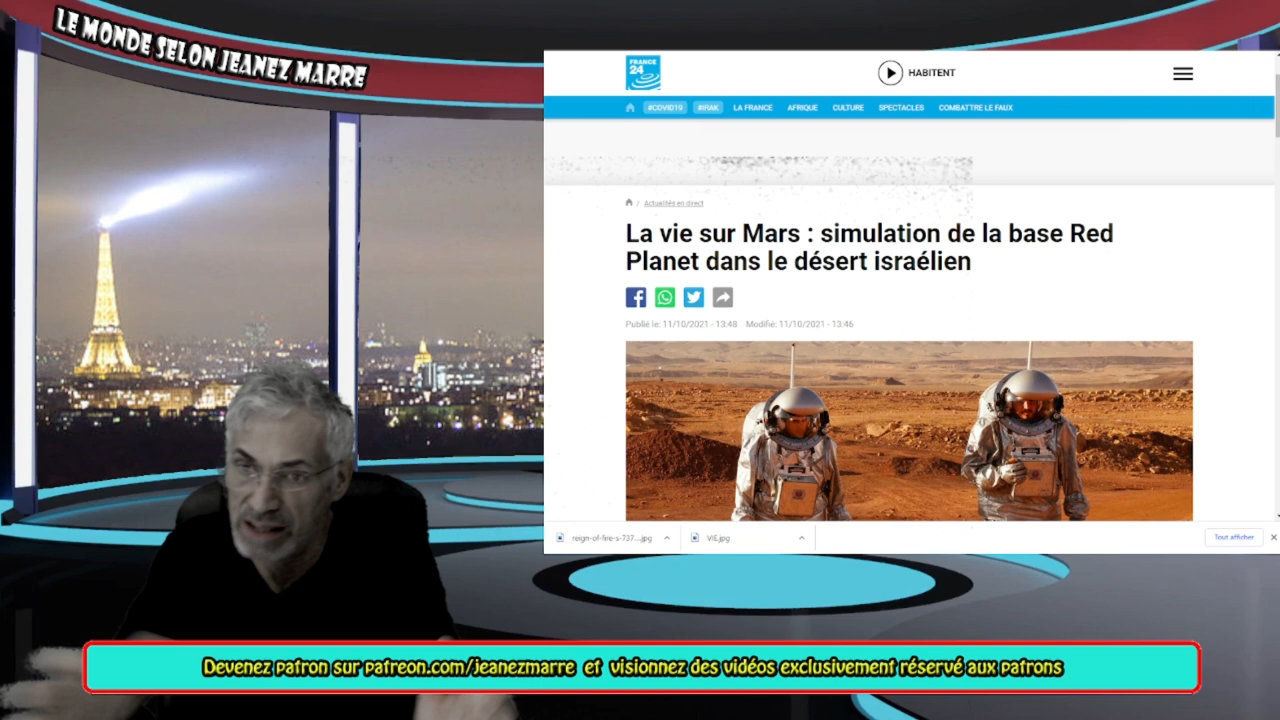 LE MONDE SELON JEANEZ MARRE
FRANCE
24
HABITENT
#COVID19 #IRAK LA FRANCE AFRIQUE CULTURE SPECTACLES COMBATTRE LE FAUX
/ Actualités en direct
La vie sur Mars : simulation de la base Red
Planet dans le désert israélien
Publié le: 11/10/2021 - 13:48 Modifié: 11/10/2021 - 13:46
reign-of-fire-s-737....jpg VIE.jpg Tout afficher
Devenez patron sur patreon.com/jeanezmarre et visionnez des vidéos exclusivement réservé aux patrons